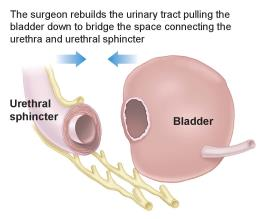 The surgeon rebuilds the urinary tract pulling the
bladder down to bridge the space connecting the
urethra and urethral sphincter
Urethral
sphincter
Bladder